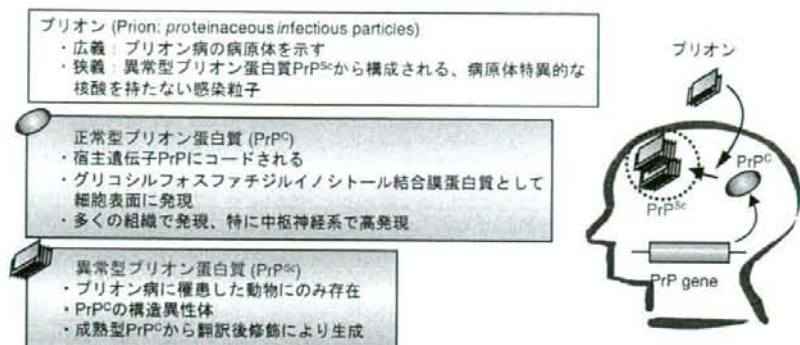 プリオン (Prion: proteinaceous infectious particles)
・広義：プリオン病の病原体を示す
・狭義：異常型プリオン蛋白質PrPScから構成される、病原体特異的な
核酸を持たない感染粒子
正常型プリオン蛋白質 (PrPC)
・宿主遺伝子PrPにコードされる
・グリコシルフォスファチジルイノシトール結合膜蛋白質として
細胞表面に発現
・多くの組織で発現、特に中枢神経系で高発現
異常型プリオン蛋白質 (PrPSc)
・プリオン病に罹患した動物にのみ存在
・PrPCの構造異性体
・成熟型PrPCから翻訳後修飾により生成
プリオン
PrPC
PrPSc
PrP gene